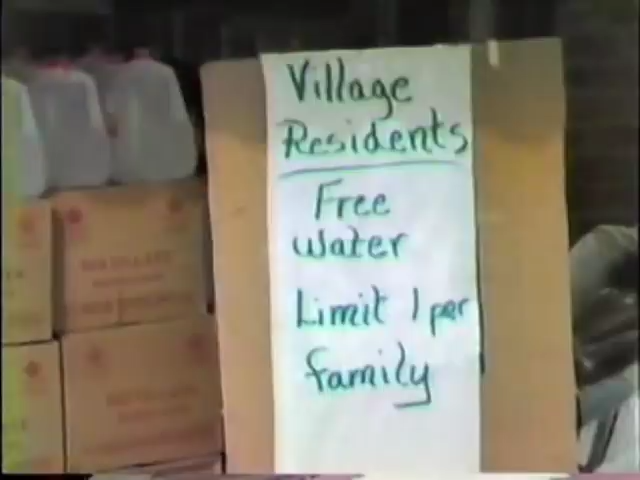 Village
Residents
Free
Water
Limit 1 per
family